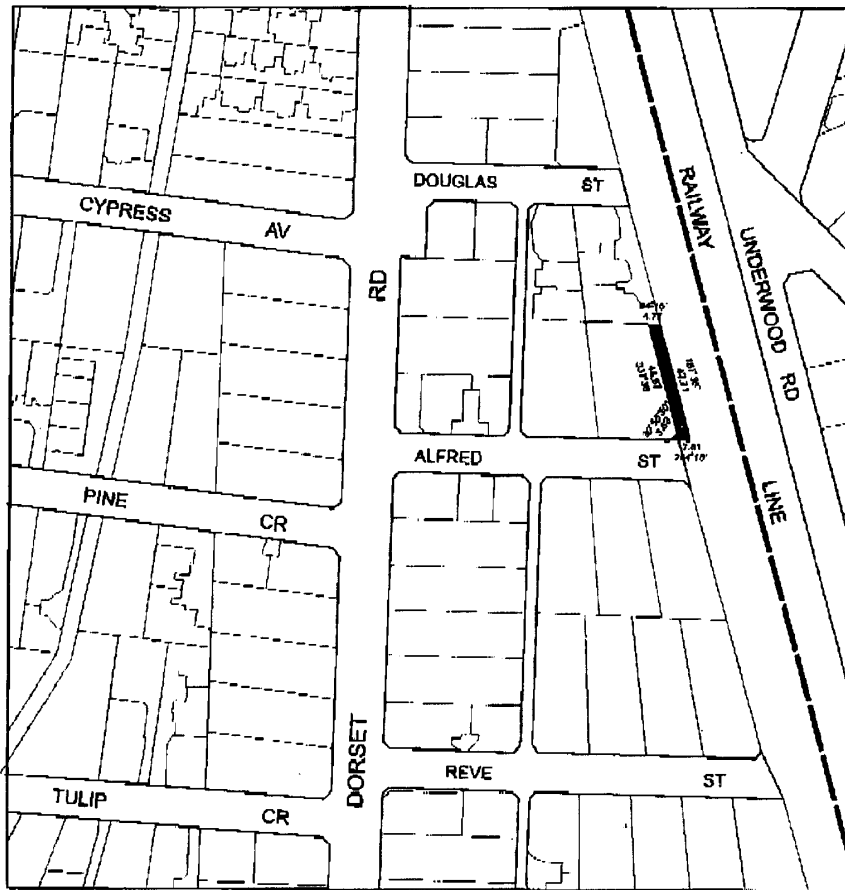 DOUGLAS ST
CYPRESS AV
RAILWAY LINE
UNDERWOOD RD
DORSET RD
ALFRED ST
PINE CR
REVE ST
TULIP CR